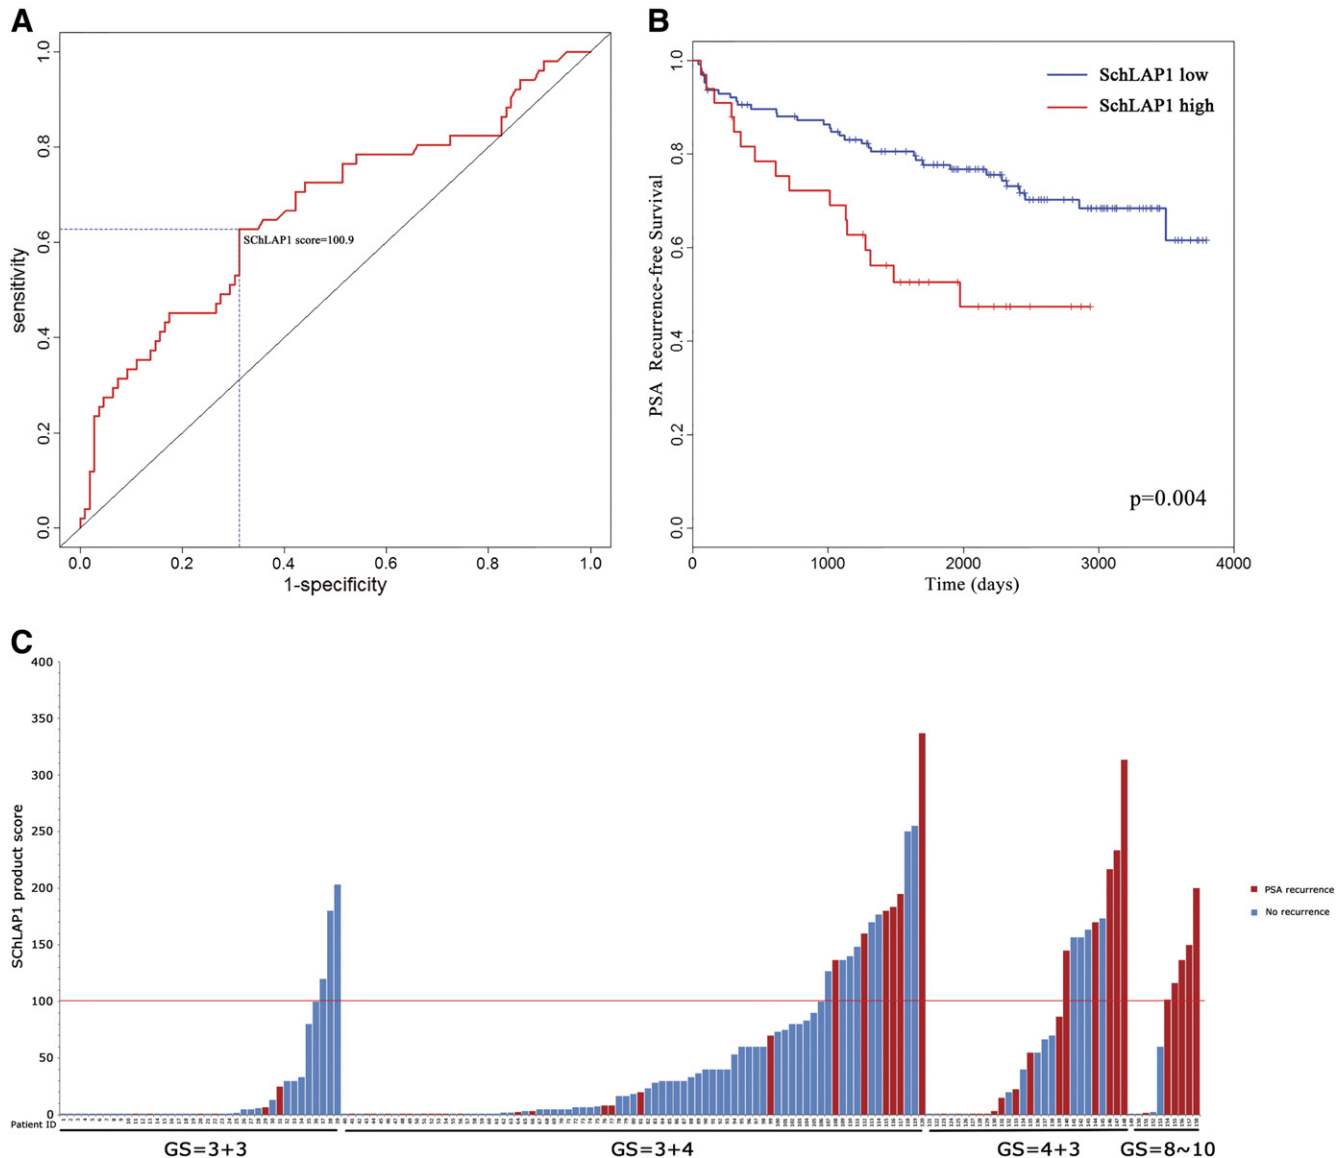 A
1.0
0.8
0.6
0.4
0.2
0.0
sensitivity
SChLAP1 score=100.9
0.0 0.2 0.4 0.6 0.8 1.0
1-specificity
B
1.0
0.8
0.6
0.4
0.2
0.0
PSA Recurrence-free Survival
SchLAP1 low
SchLAP1 high
p=0.004
0 1000 2000 3000 4000
Time (days)
C
400
350
300
250
200
150
100
50
0
SChLAP1 product score
PSA recurrence
No recurrence
Patient ID
GS=3+3 GS=3+4 GS=4+3 GS=8~10